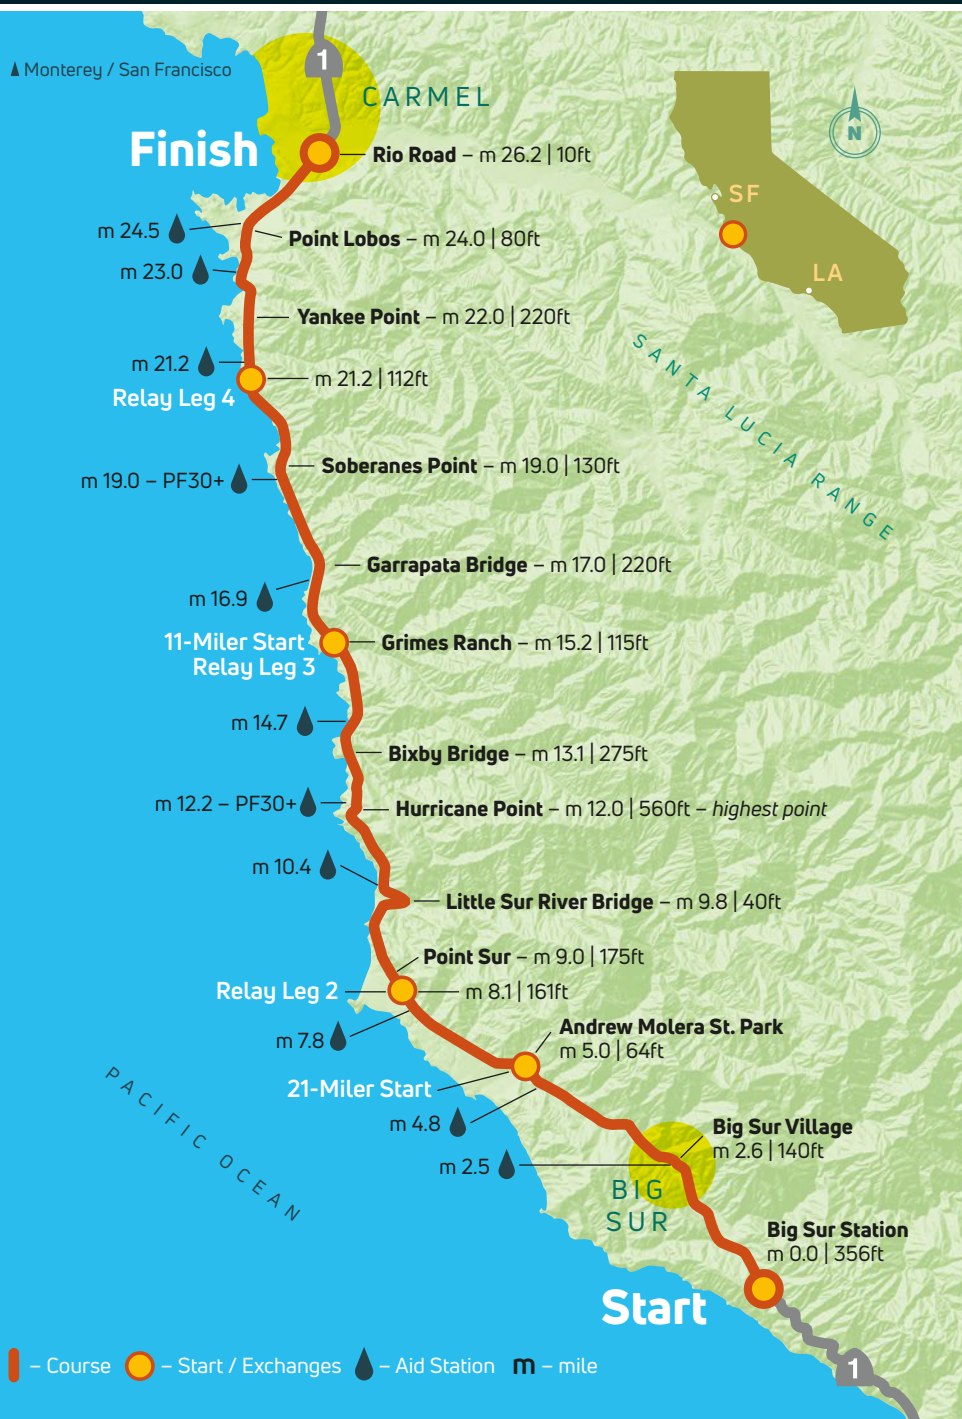 1
Monterey / San Francisco
CARMEL
N
Finish
Rio Road – m 26.2 | 10ft
SF
m 24.5
Point Lobos – m 24.0 | 80ft
m 23.0
LA
Yankee Point – m 22.0 | 220ft
SANTA LUCIA RANGE
m 21.2
m 21.2 | 112ft
Relay Leg 4
Soberanes Point – m 19.0 | 130ft
m 19.0 – PF30+
Garrapata Bridge – m 17.0 | 220ft
m 16.9
11-Miler Start
Relay Leg 3
Grimes Ranch – m 15.2 | 115ft
m 14.7
Bixby Bridge – m 13.1 | 275ft
m 12.2 – PF30+
Hurricane Point – m 12.0 | 560ft – highest point
m 10.4
Little Sur River Bridge – m 9.8 | 40ft
Point Sur – m 9.0 | 175ft
Relay Leg 2
m 8.1 | 161ft
m 7.8
Andrew Molera St. Park
m 5.0 | 64ft
21-Miler Start
PACIFIC OCEAN
m 4.8
Big Sur Village
m 2.6 | 140ft
m 2.5
BIG
SUR
Big Sur Station
m 0.0 | 356ft
Start
1
– Course
– Start / Exchanges
– Aid Station
m – mile